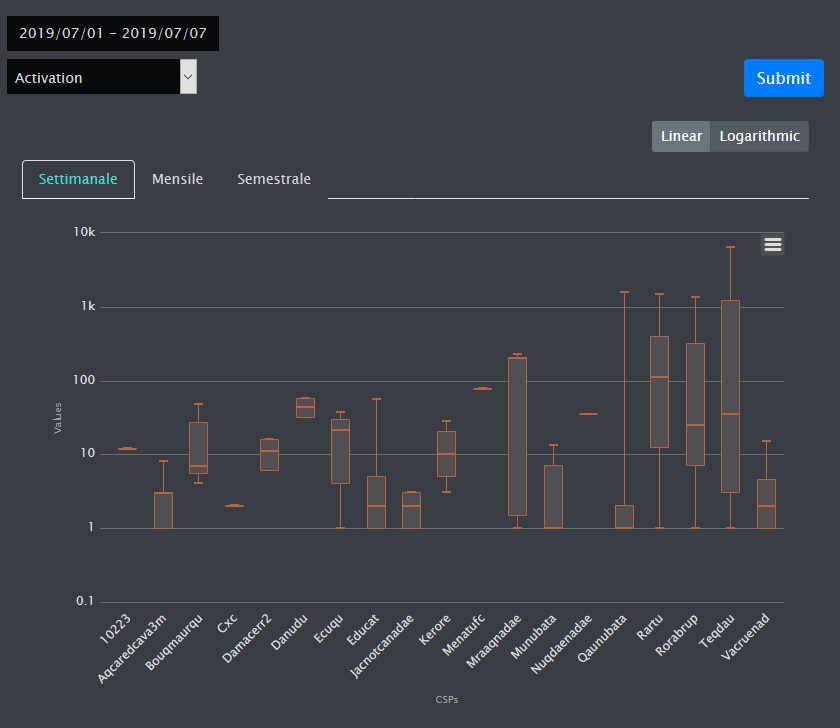 2019/07/01 - 2019/07/07
Activation
Submit
Linear Logarithmic
Settimanale Mensile Semestrale
10k
1k
100
10
1
0.1
Values
10223
Aqcaredcava3m
Bouqmaurqu
Cxc
Damacerr2
Danudu
Ecuqu
Educat
Jacnotcanadae
Kerore
Menatufc
Mraaqnadae
Munubata
Nuqdaenadae
Qaunubata
Rartu
Rorabrup
Teqdau
Vacruenad
CSPs